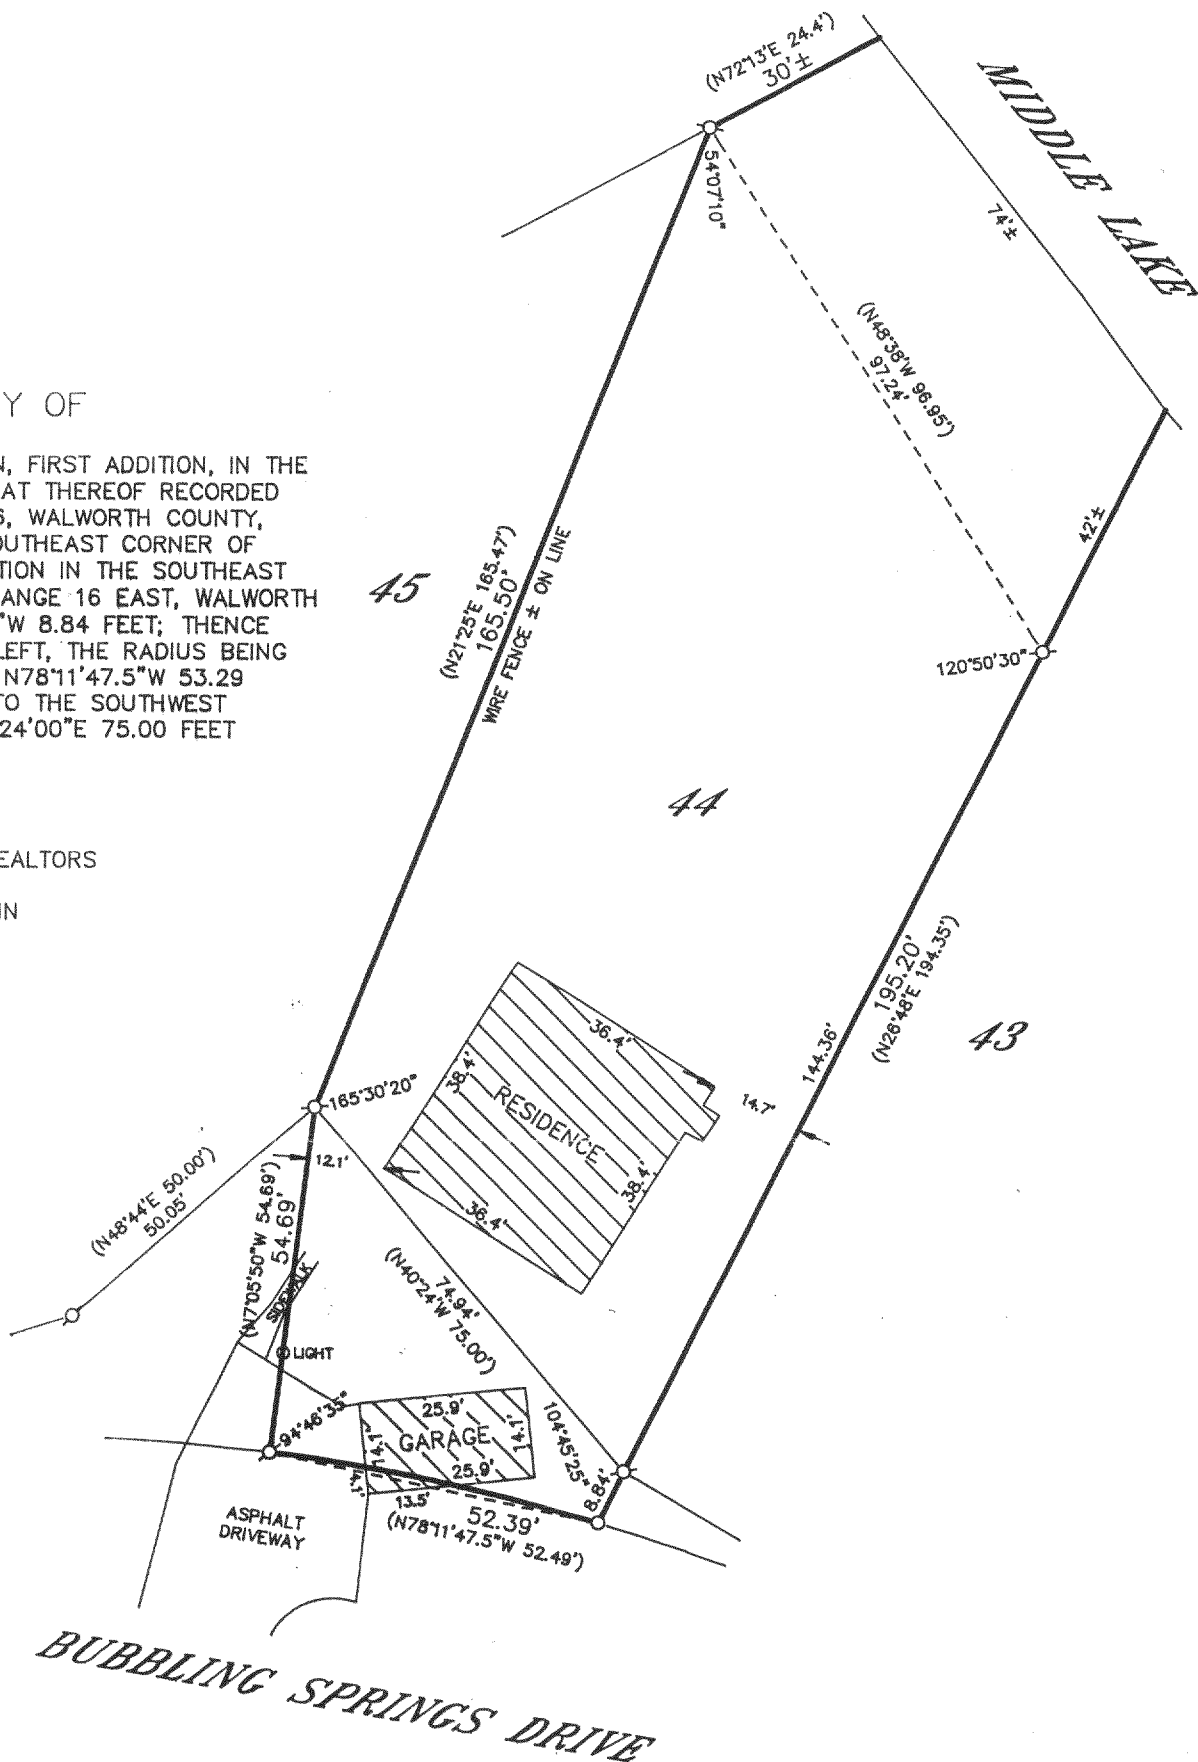 (N72°13'E 24.4')
30'±
MIDDLE LAKE
54°07'10"
74'±
(N48°38'W 96.95')
97.24'
42'±
120°50'30"
Y OF
N, FIRST ADDITION, IN THE
AT THEREOF RECORDED
6, WALWORTH COUNTY,
OUTHEAST CORNER OF
TION IN THE SOUTHEAST
ANGE 16 EAST, WALWORTH
"W 8.84 FEET; THENCE
LEFT, THE RADIUS BEING
N78°11'47.5"W 53.29
TO THE SOUTHWEST
24'00"E 75.00 FEET
45
(N21°25'E 165.47')
165.50'
WIRE FENCE ± ON LINE
44
EALTORS
IN
195.20'
(N26°48'E 194.35')
43
144.36'
36.4'
38.4'
RESIDENCE
38.4'
36.4'
14.7'
165°30'20"
12.1'
(N48°44'E 50.00')
50.05'
(N7°05'50"W 54.69')
54.69'
SIDEWALK
LIGHT
74.94'
(N40°24'W 75.00')
94°46'35"
25.9'
14.1'
GARAGE
14.1'
25.9'
104°45'25"
8.84'
4.1'
13.5'
52.39'
(N78°11'47.5"W 52.49')
ASPHALT
DRIVEWAY
BUBBLING SPRINGS DRIVE